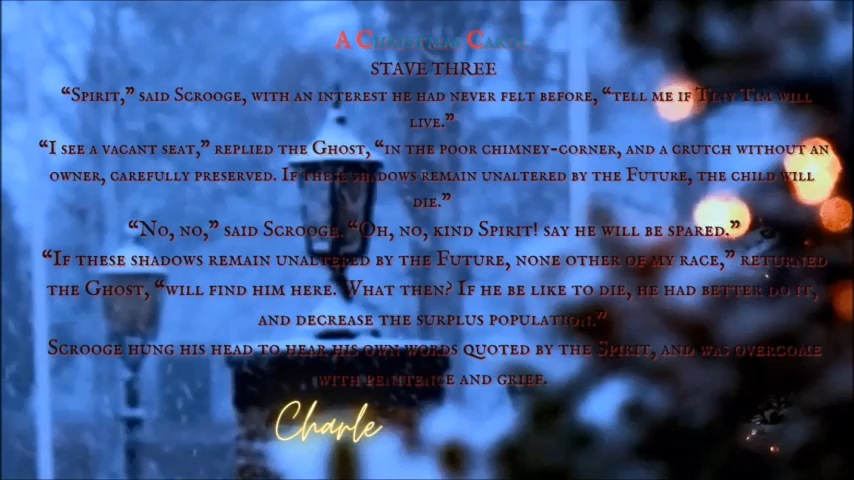 A Christmas Carol
STAVE THREE
“Spirit,” said Scrooge, with an interest he had never felt before, “tell me if Tiny Tim will
live.”
“I see a vacant seat,” replied the Ghost, “in the poor chimney-corner, and a crutch without an
owner, carefully preserved. If these shadows remain unaltered by the Future, the child will
die.”
“No, no,” said Scrooge. “Oh, no, kind Spirit! say he will be spared.”
“If these shadows remain unaltered by the Future, none other of my race,” returned
the Ghost, “will find him here. What then? If he be like to die, he had better do it,
and decrease the surplus population.”
Scrooge hung his head to hear his own words quoted by the Spirit, and was overcome
with penitence and grief.
Charle